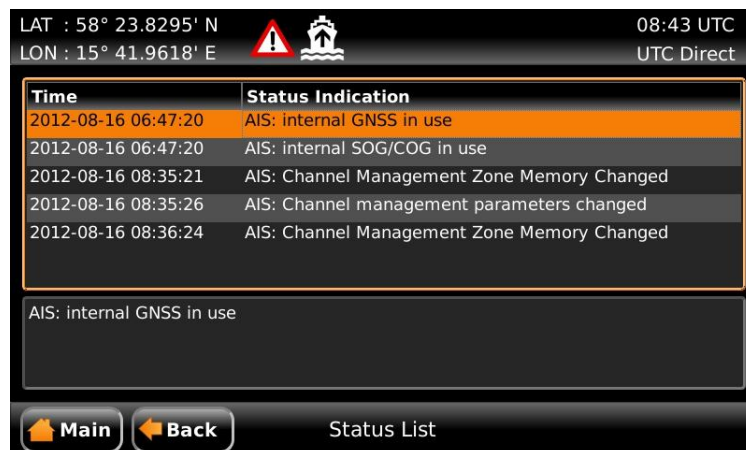 LAT : 58° 23.8295' N
08:43 UTC
LON : 15° 41.9618' E
UTC Direct
Time Status Indication
2012-08-16 06:47:20 AIS: internal GNSS in use
2012-08-16 06:47:20 AIS: internal SOG/COG in use
2012-08-16 08:35:21 AIS: Channel Management Zone Memory Changed
2012-08-16 08:35:26 AIS: Channel management parameters changed
2012-08-16 08:36:24 AIS: Channel Management Zone Memory Changed
AIS: internal GNSS in use
Main Back Status List